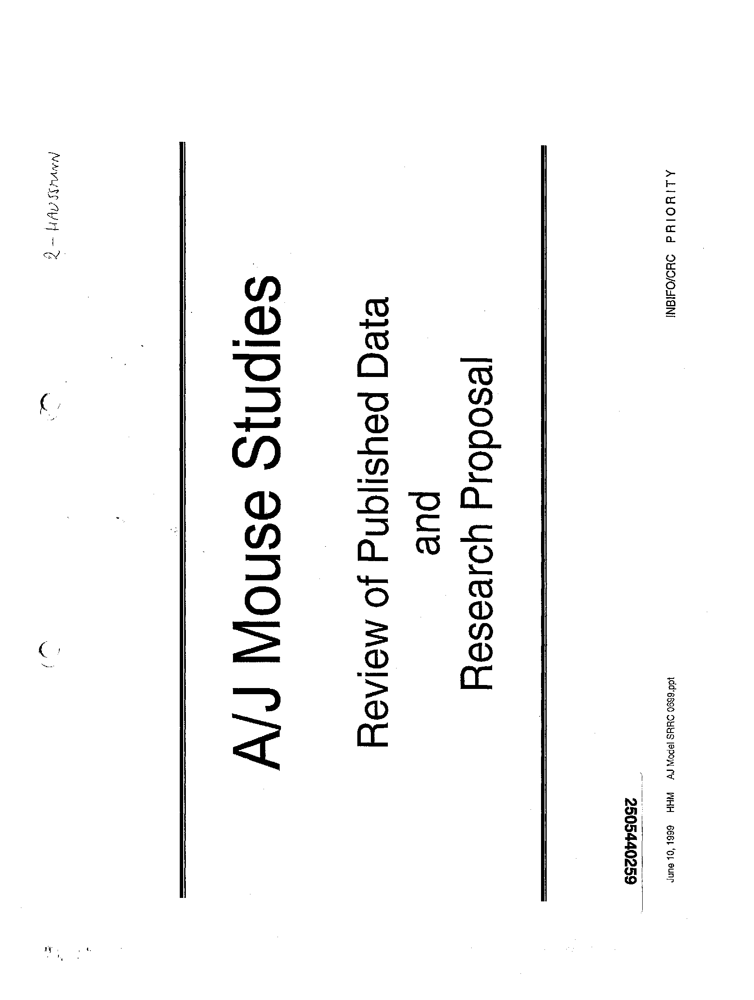 2 - HAUSSMANN
A/J Mouse Studies
Review of Published Data
and
Research Proposal
2505440259
June 10, 1999 HHM AJ Model SRRC 0699.ppt
INBIFO/CRC PRIORITY